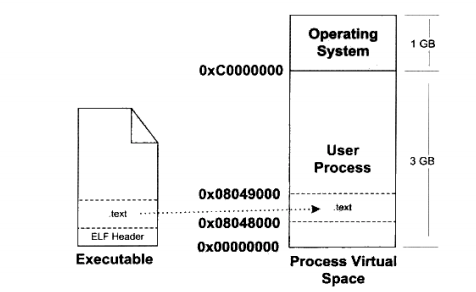 Operating
System
1 GB
0xC0000000
User
Process
3 GB
0x08049000
.text
.text
0x08048000
ELF Header
0x00000000
Executable
Process Virtual
Space